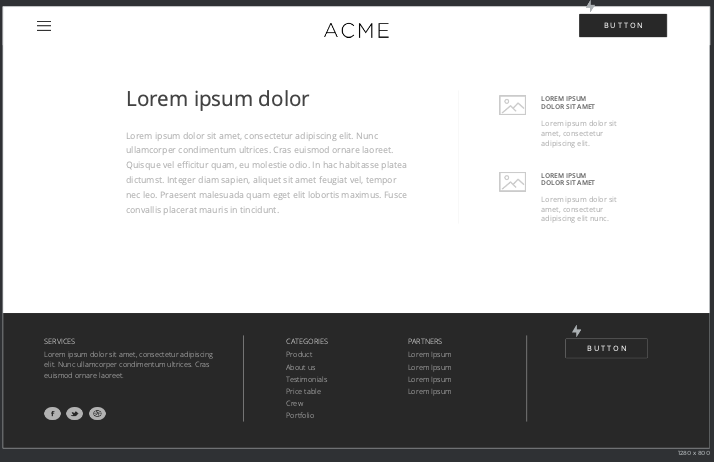 ACME
BUTTON
Lorem ipsum dolor
Lorem ipsum dolor sit amet, consectetur adipiscing elit. Nunc
ullamcorper condimentum ultrices. Cras euismod ornare laoreet.
Quisque vel efficitur quam, eu molestie odio. In hac habitasse platea
dictumst. Integer diam sapien, aliquet sit amet feugiat vel, tempor
nec leo. Praesent malesuada quam eget elit lobortis maximus. Fusce
convallis placerat mauris in tincidunt.
LOREM IPSUM
DOLOR SIT AMET
Lorem ipsum dolor sit
amet, consectetur
adipiscing elit.
LOREM IPSUM
DOLOR SIT AMET
Lorem ipsum dolor sit
amet, consectetur
adipiscing elit nunc.
SERVICES
Lorem ipsum dolor sit amet, consectetur adipiscing
elit. Nunc ullamcorper condimentum ultrices. Cras
euismod ornare laoreet.
CATEGORIES
Product
About us
Testimonials
Price table
Crew
Portfolio
PARTNERS
Lorem Ipsum
Lorem Ipsum
Lorem Ipsum
Lorem Ipsum
BUTTON
1280 x 800